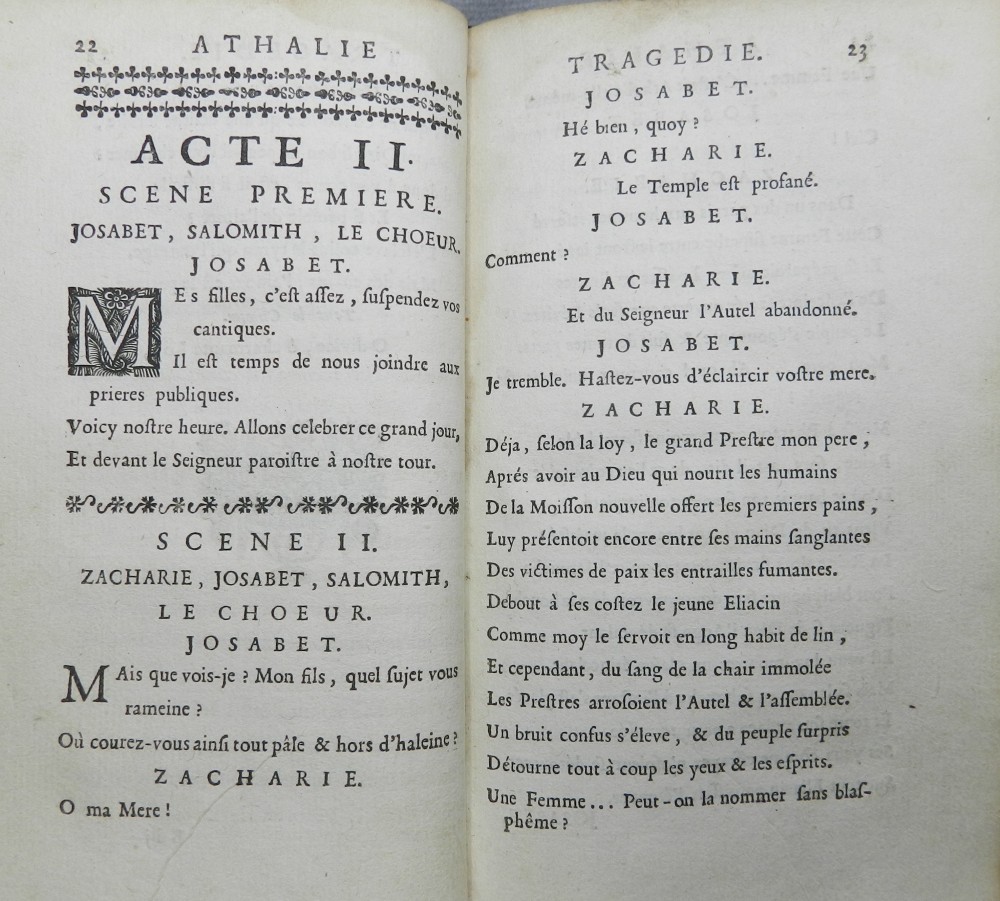 22 ATHALIE
ACTE II.
SCENE PREMIERE.
JOSABET, SALOMITH, LE CHOEUR.
JOSABET.
MEs filles, c'eſt aſſez, ſuſpendez vos
cantiques.
Il eſt temps de nous joindre aux
prieres publiques.
Voicy noſtre heure. Allons celebrer ce grand jour,
Et devant le Seigneur paroiſtre à noſtre tour.
SCENE II.
ZACHARIE, JOSABET, SALOMITH,
LE CHOEUR.
JOSABET.
MAis que vois-je ? Mon fils, quel ſujet vous
rameine ?
Où courez-vous ainſi tout pâle & hors d'haleine ?
ZACHARIE.
O ma Mere !
TRAGEDIE. 23
JOSABET.
Hé bien, quoy ?
ZACHARIE.
Le Temple eſt profané.
JOSABET.
Comment ?
ZACHARIE.
Et du Seigneur l'Autel abandonné.
JOSABET.
Je tremble. Haſtez-vous d'éclaircir voſtre mere.
ZACHARIE.
Déja, ſelon la loy, le grand Preſtre mon pere,
Aprés avoir au Dieu qui nourit les humains
De la Moiſſon nouvelle offert les premiers pains,
Luy préſentoit encore entre ſes mains ſanglantes
Des victimes de paix les entrailles fumantes.
Debout à ſes coſtez le jeune Eliacin
Comme moy le ſervoit en long habit de lin,
Et cependant, du ſang de la chair immolée
Les Preſtres arroſoient l'Autel & l'aſſemblée.
Un bruit confus s'éleve, & du peuple ſurpris
Détourne tout à coup les yeux & les eſprits.
Une Femme... Peut-on la nommer ſans blaſ-
phême ?